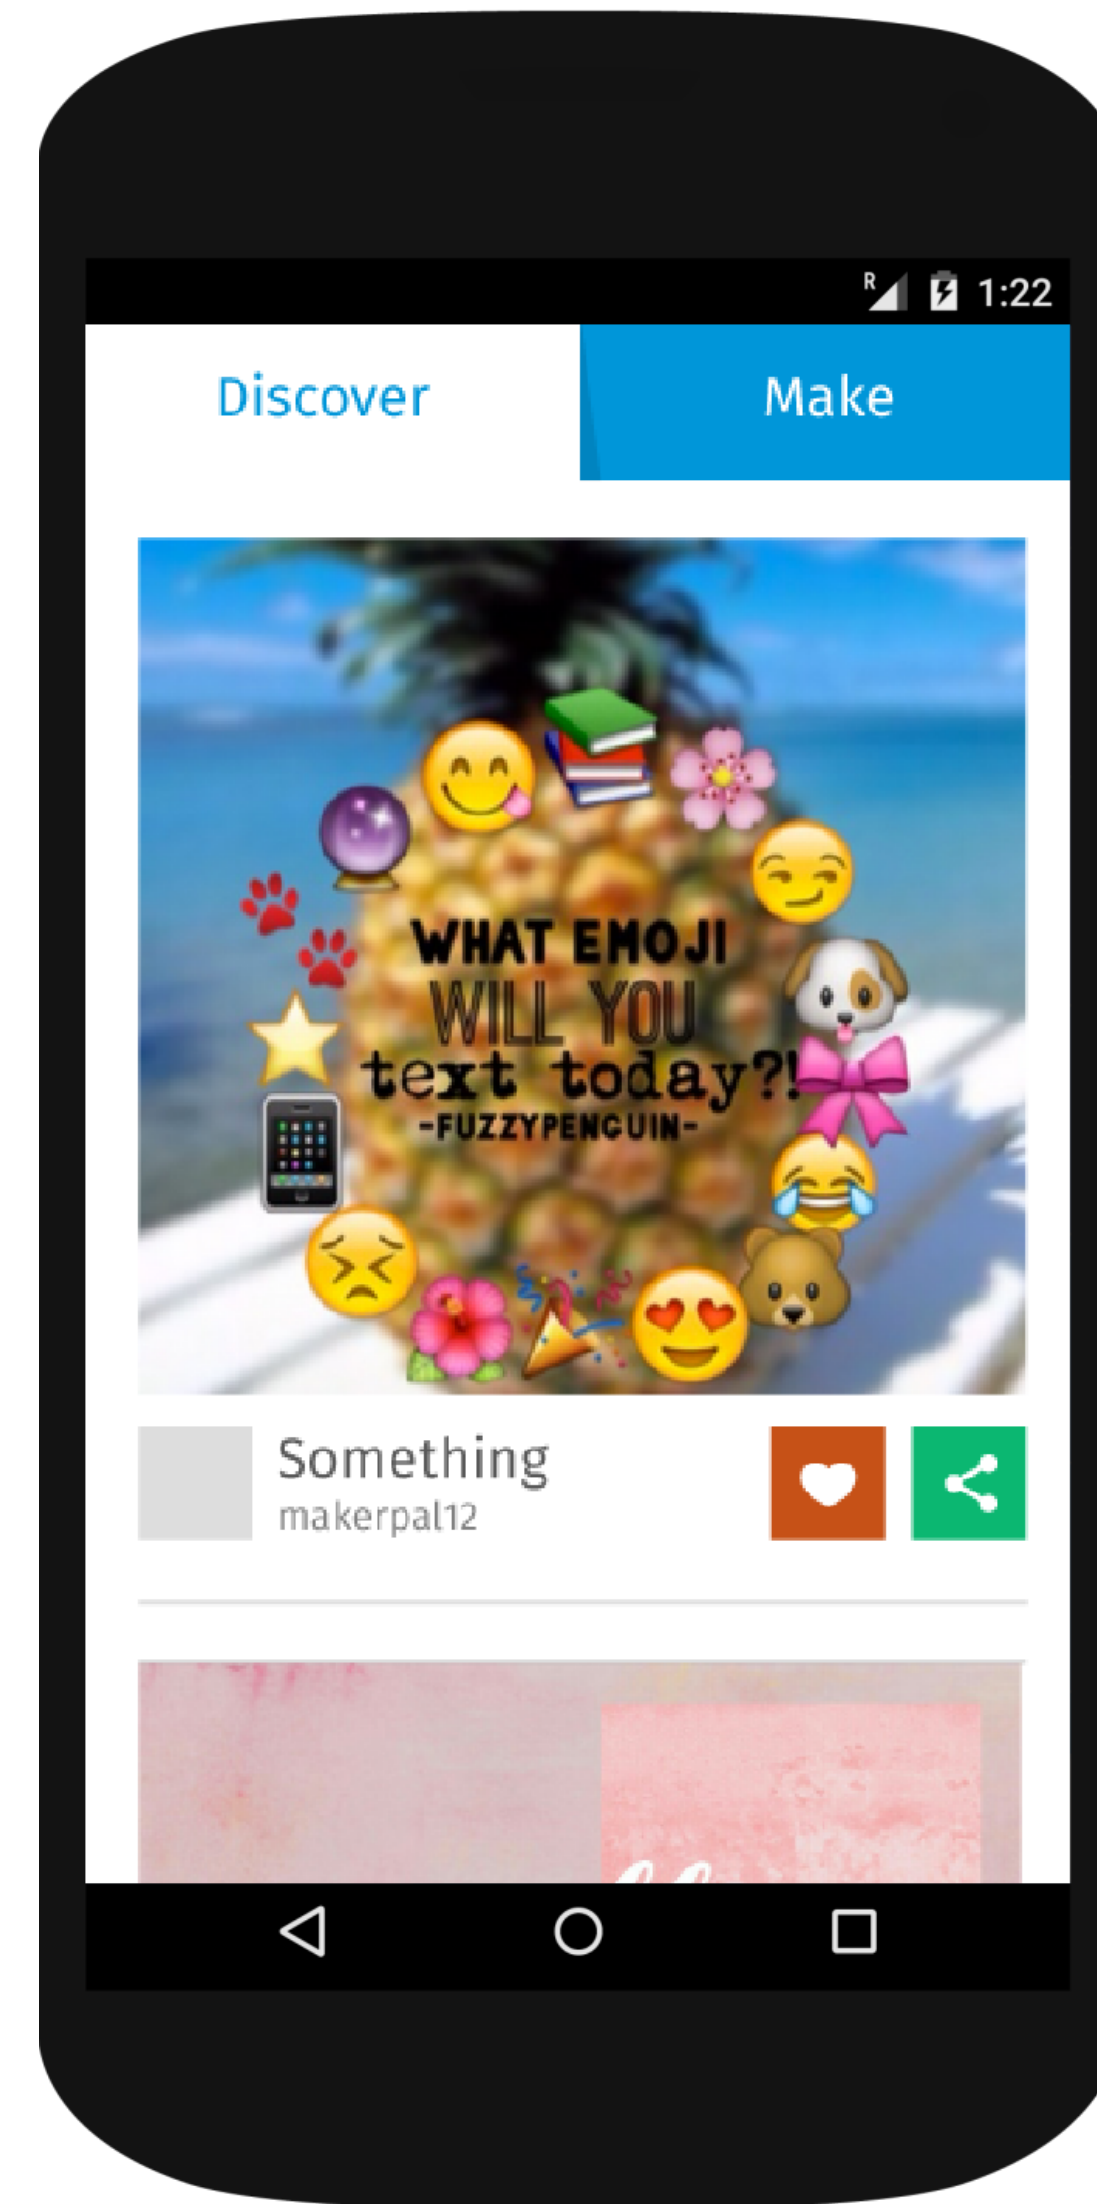 R 1:22
Discover Make
WHAT EMOJI
WILL YOU
text today?!
-FUZZYPENGUIN-
Something
makerpal12